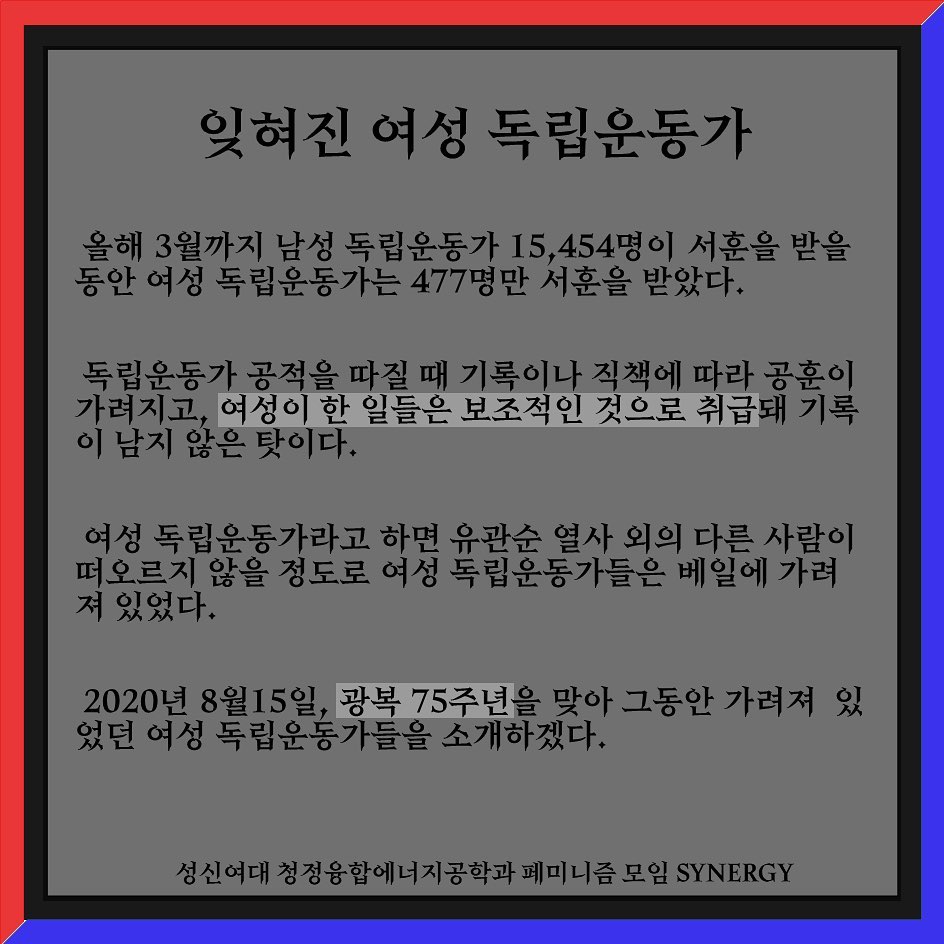 잊혀진 여성 독립운동가
올해 3월까지 남성 독립운동가 15,454명이 서훈을 받을
동안 여성 독립운동가는 477명만 서훈을 받았다.
독립운동가 공적을 따질 때 기록이나 직책에 따라 공훈이
가려지고, 여성이 한 일들은 보조적인 것으로 취급돼 기록
이 남지 않은 탓이다.
여성 독립운동가라고 하면 유관순 열사 외의 다른 사람이
떠오르지 않을 정도로 여성 독립운동가들은 베일에 가려
져 있었다.
2020년 8월15일, 광복 75주년을 맞아 그동안 가려져 있
었던 여성 독립운동가들을 소개하겠다.
성신여대 청정융합에너지공학과 페미니즘 모임 SYNERGY